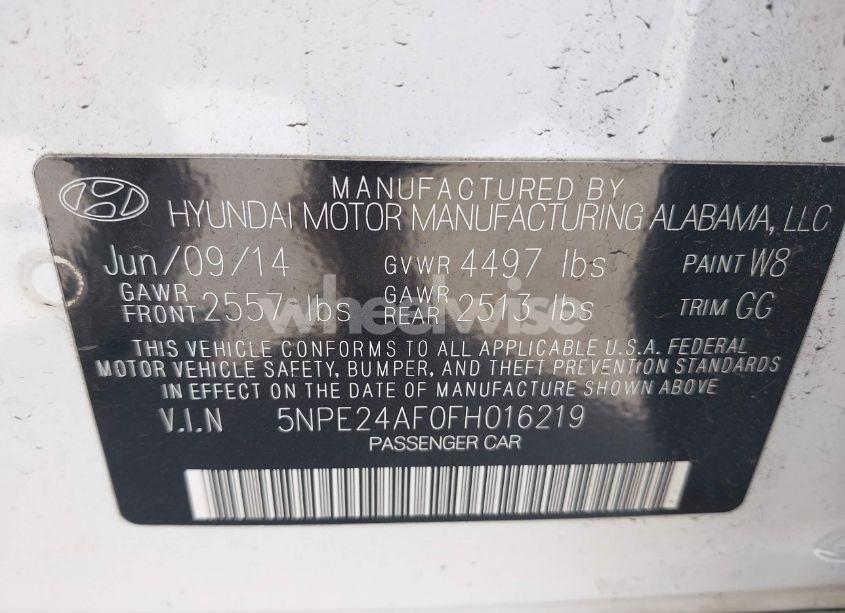 MANUFACTURED BY
HYUNDAI MOTOR MANUFACTURING ALABAMA, LLC
Jun/09/14 GVWR 4497 lbs PAINT W8
GAWR FRONT 2557 lbs GAWR REAR 2513 lbs TRIM GG
wheelwise
THIS VEHICLE CONFORMS TO ALL APPLICABLE U.S.A. FEDERAL
MOTOR VEHICLE SAFETY, BUMPER, AND THEFT PREVENTION STANDARDS
IN EFFECT ON THE DATE OF MANUFACTURE SHOWN ABOVE
V.I.N 5NPE24AF0FH016219
PASSENGER CAR